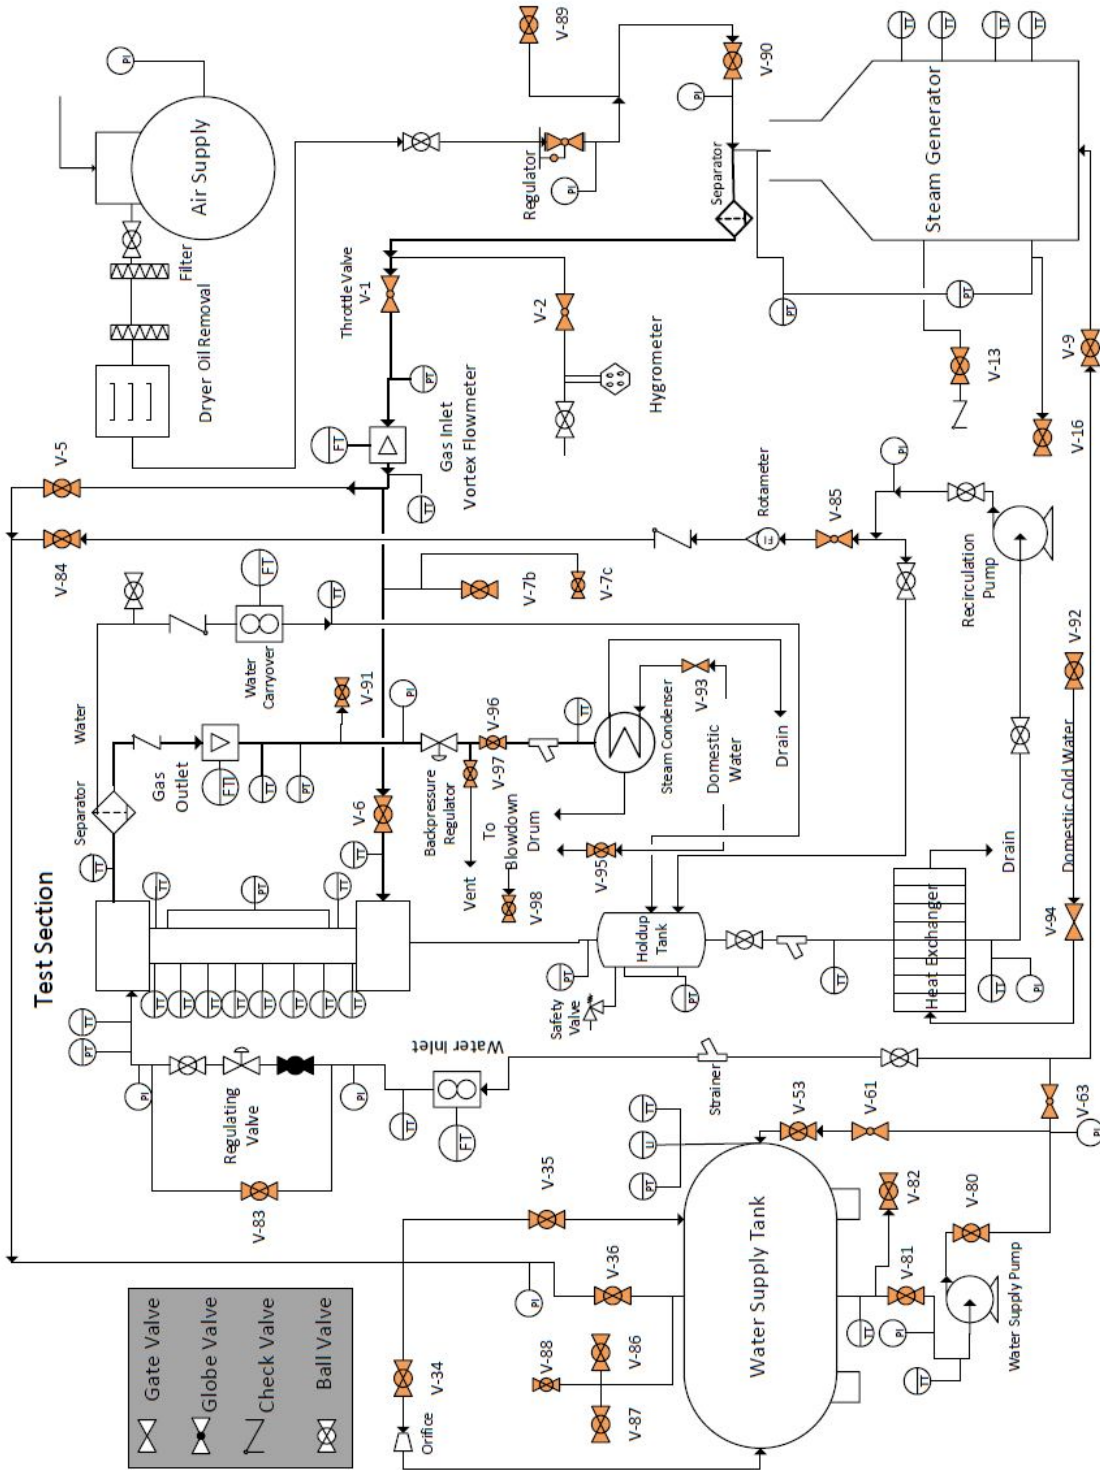 Gate Valve
Globe Valve
Check Valve
Ball Valve
Test Section
V-83
Regulating
Valve
PI
PI
PT
TT
TT
FT
Water Inlet
TT
TT
TT
TT
TT
TT
TT
TT
TT
PT
TT
Separator
Water
Gas
Outlet
FT
TT
PT
V-91
PI
Water
Carryover
FT
TT
V-84
V-5
Dryer
Oil Removal
Filter
Air Supply
PI
V-34
Orifice
V-35
V-36
PI
V-88
V-86
V-87
TT
LI
PT
Water Supply Tank
Strainer
V-53
V-61
V-63
PI
V-82
V-81
V-80
TT
PI
TT
Water Supply Pump
TT
V-6
Backpressure
Regulator
V-96
V-97
Vent
To
Blowdown
Drum
V-98
V-95
TT
Steam Condenser
V-93
Domestic
Water
Drain
V-7b
V-7c
PT
Safety
Valve
Holdup
Tank
PT
TT
Heat Exchanger
TT
PI
Drain
V-94
Domestic Cold Water
V-92
Recirculation
Pump
PI
V-85
Rotameter
FI
TT
FT
Gas Inlet
Vortex Flowmeter
PT
Throttle Valve
V-1
V-2
Hygrometer
Regulator
PI
V-89
V-90
PI
Separator
PT
PT
V-13
V-16
V-9
Steam Generator
TT
TT
TT
TT